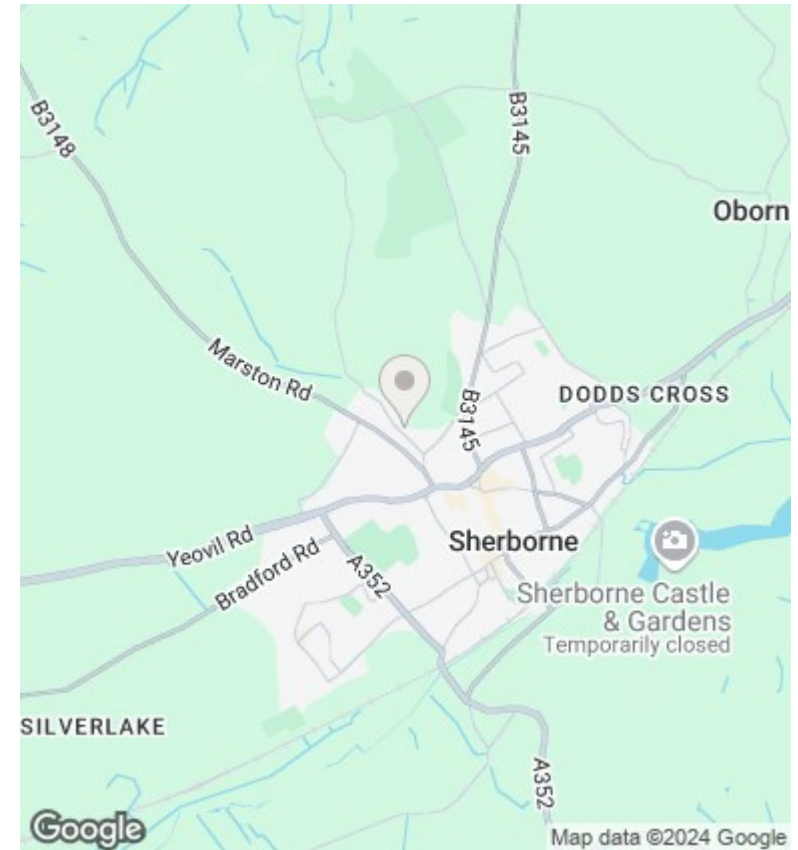 B3148
B3145
Oborn
Marston Rd
DODDS CROSS
B3145
Yeovil Rd
Bradford Rd
A352
Sherborne
Sherborne Castle
& Gardens
Temporarily closed
SILVERLAKE
A352
Google
Map data ©2024 Google